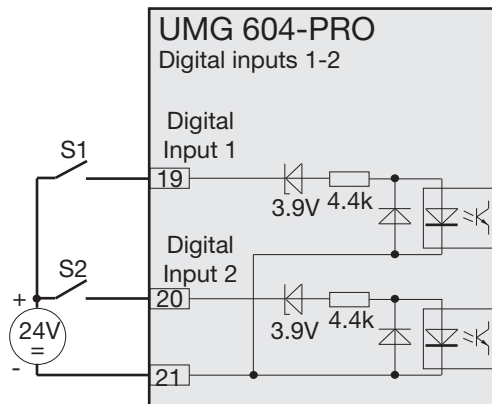 UMG 604-PRO
Digital inputs 1-2
Digital
Input 1
S1
19
3.9V
4.4k
Digital
Input 2
S2
20
3.9V
4.4k
+
24V
=
-
21